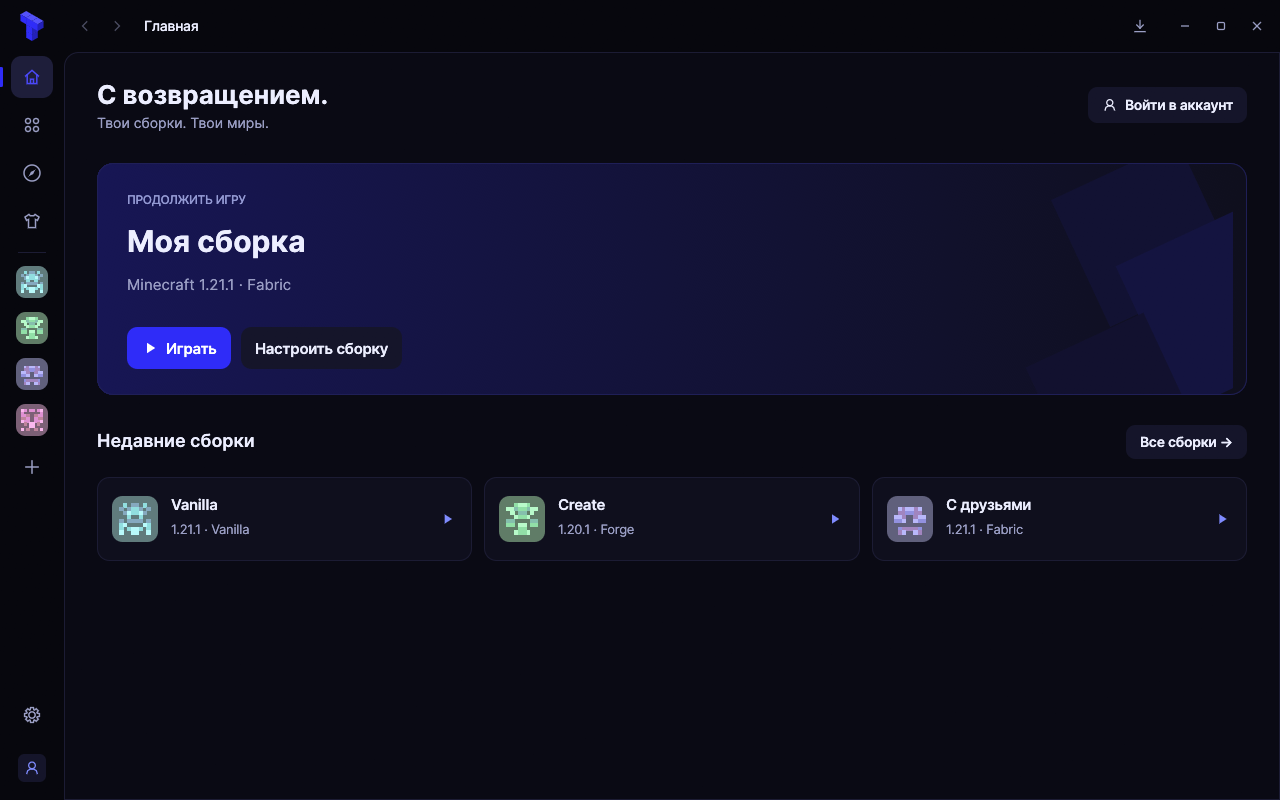 Главная
С возвращением.
Твои сборки. Твои миры.
Войти в аккаунт
ПРОДОЛЖИТЬ ИГРУ
Моя сборка
Minecraft 1.21.1 · Fabric
Играть
Настроить сборку
Недавние сборки
Все сборки →
Vanilla
1.21.1 · Vanilla
Create
1.20.1 · Forge
С друзьями
1.21.1 · Fabric